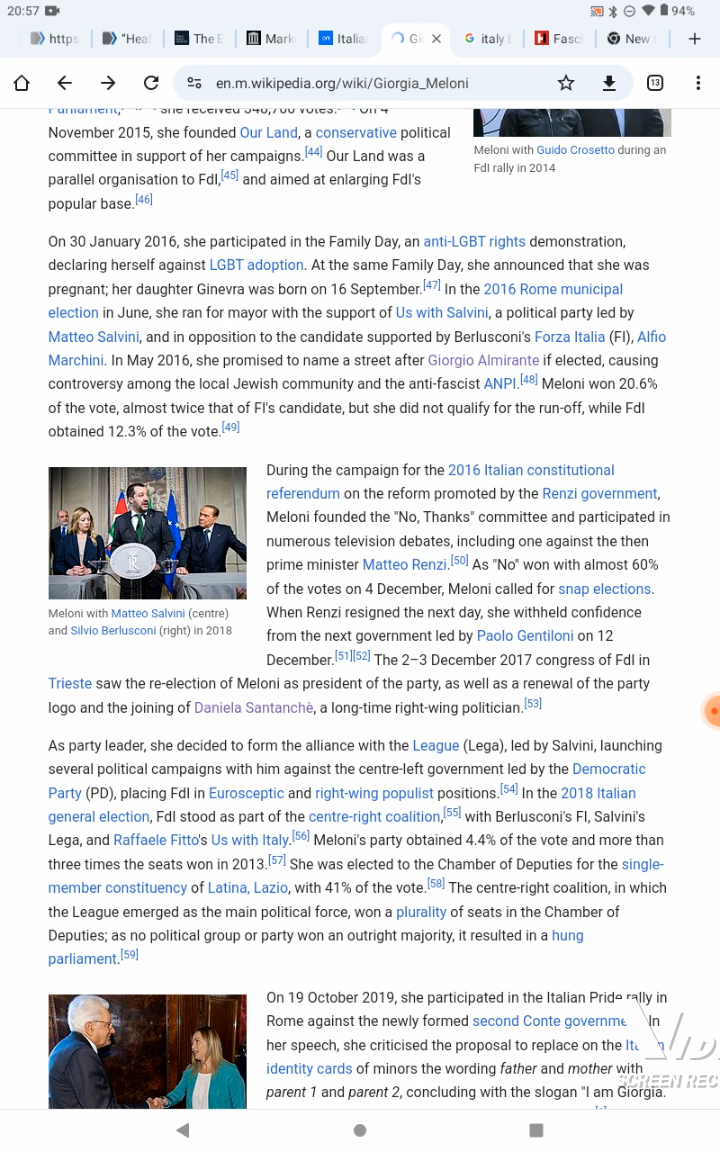 20:57
94%
https
"Heal
The E
Mark
Italia
Gi
italy b
Fasci
New
en.m.wikipedia.org/wiki/Giorgia_Meloni
13
November 2015, she founded Our Land, a conservative political
committee in support of her campaigns.[44] Our Land was a
parallel organisation to FdI,[45] and aimed at enlarging FdI's
popular base.[46]
Meloni with Guido Crosetto during an
FdI rally in 2014
On 30 January 2016, she participated in the Family Day, an anti-LGBT rights demonstration,
declaring herself against LGBT adoption. At the same Family Day, she announced that she was
pregnant; her daughter Ginevra was born on 16 September.[47] In the 2016 Rome municipal
election in June, she ran for mayor with the support of Us with Salvini, a political party led by
Matteo Salvini, and in opposition to the candidate supported by Berlusconi's Forza Italia (FI), Alfio
Marchini. In May 2016, she promised to name a street after Giorgio Almirante if elected, causing
controversy among the local Jewish community and the anti-fascist ANPI.[48] Meloni won 20.6%
of the vote, almost twice that of FI's candidate, but she did not qualify for the run-off, while FdI
obtained 12.3% of the vote.[49]
During the campaign for the 2016 Italian constitutional
referendum on the reform promoted by the Renzi government,
Meloni founded the "No, Thanks" committee and participated in
numerous television debates, including one against the then
prime minister Matteo Renzi.[50] As "No" won with almost 60%
of the votes on 4 December, Meloni called for snap elections.
When Renzi resigned the next day, she withheld confidence
from the next government led by Paolo Gentiloni on 12
December.[51][52] The 2–3 December 2017 congress of FdI in
Meloni with Matteo Salvini (centre)
and Silvio Berlusconi (right) in 2018
Trieste saw the re-election of Meloni as president of the party, as well as a renewal of the party
logo and the joining of Daniela Santanchè, a long-time right-wing politician.[53]
As party leader, she decided to form the alliance with the League (Lega), led by Salvini, launching
several political campaigns with him against the centre-left government led by the Democratic
Party (PD), placing FdI in Eurosceptic and right-wing populist positions.[54] In the 2018 Italian
general election, FdI stood as part of the centre-right coalition,[55] with Berlusconi's FI, Salvini's
Lega, and Raffaele Fitto's Us with Italy.[56] Meloni's party obtained 4.4% of the vote and more than
three times the seats won in 2013.[57] She was elected to the Chamber of Deputies for the single-
member constituency of Latina, Lazio, with 41% of the vote.[58] The centre-right coalition, in which
the League emerged as the main political force, won a plurality of seats in the Chamber of
Deputies; as no political group or party won an outright majority, it resulted in a hung
parliament.[59]
On 19 October 2019, she participated in the Italian Pride rally in
Rome against the newly formed second Conte governme In
her speech, she criticised the proposal to replace on the
identity cards of minors the wording father and mother with
parent 1 and parent 2, concluding with the slogan "I am Giorgia.
SCREEN REC